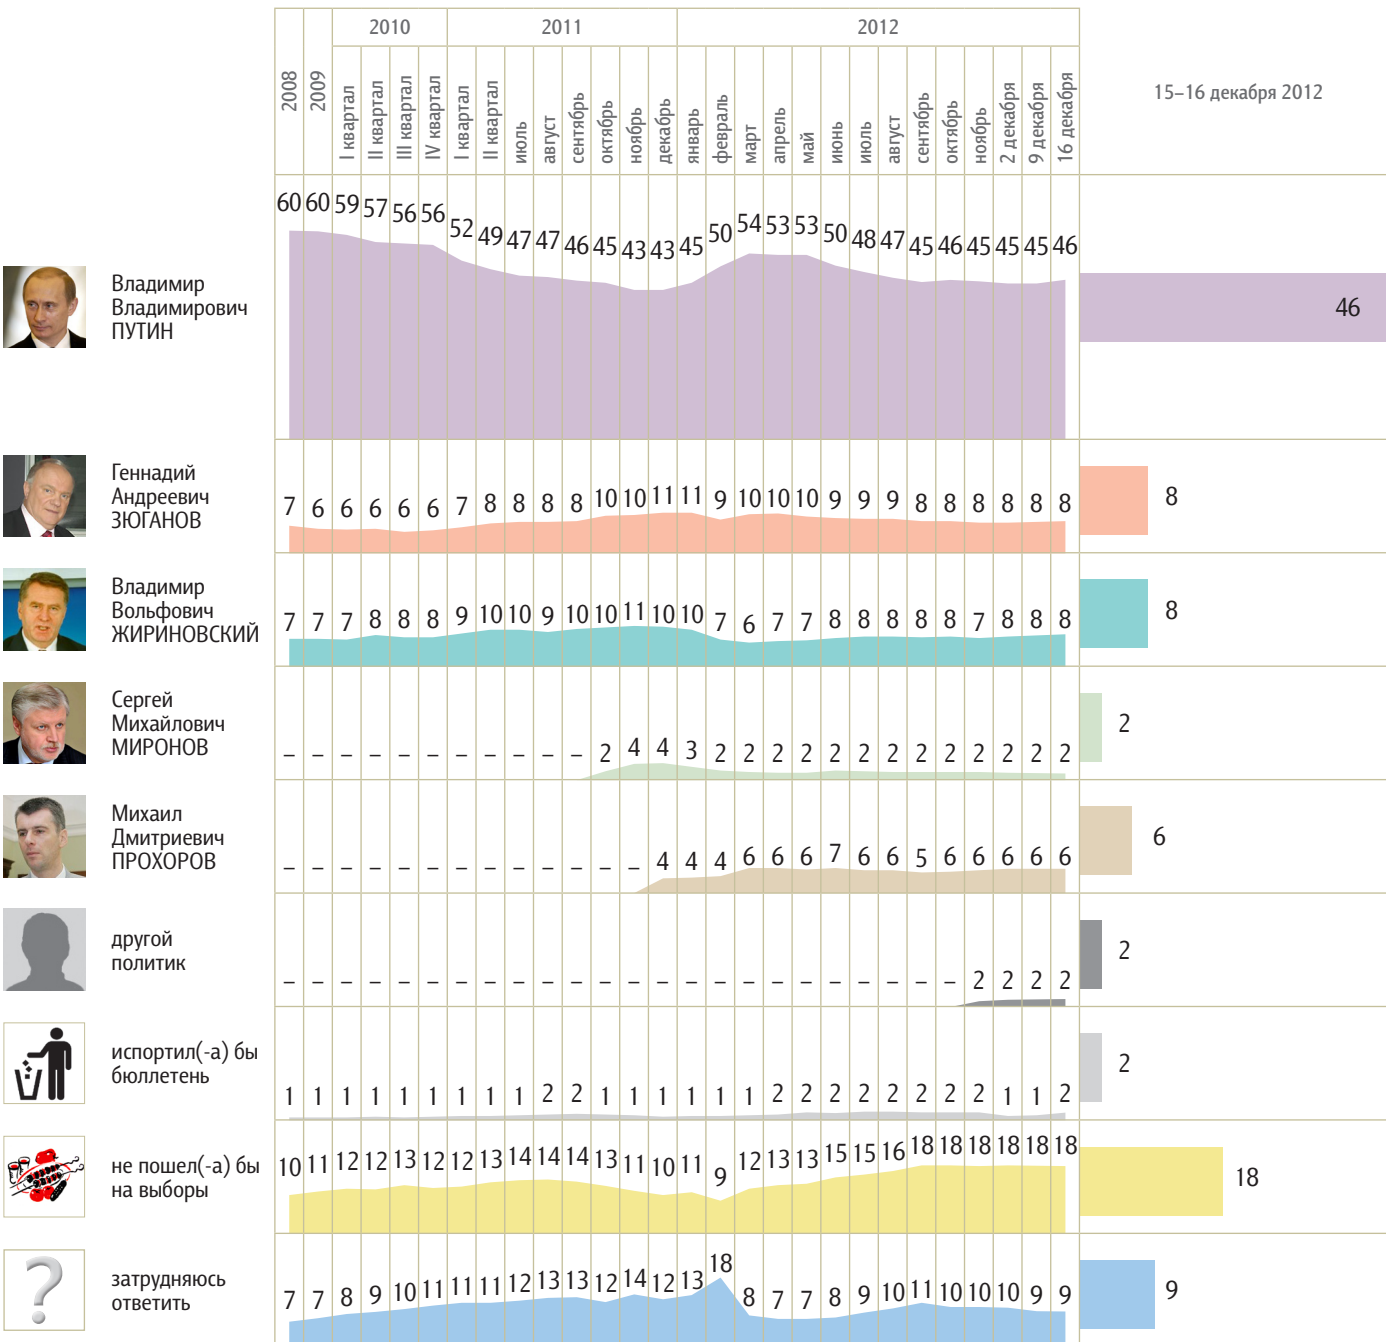 2010 2011 2012
2008 2009 I квартал II квартал III квартал IV квартал I квартал II квартал июль август сентябрь октябрь ноябрь декабрь январь февраль март апрель май июнь июль август сентябрь октябрь ноябрь 2 декабря 9 декабря 16 декабря
15–16 декабря 2012
60 60 59 57 56 56 52 49 47 47 46 45 43 43 45 50 54 53 53 50 48 47 45 46 45 45 45 46
Владимир
Владимирович
ПУТИН
46
Геннадий
Андреевич
ЗЮГАНОВ
7 6 6 6 6 6 7 8 8 8 8 10 10 11 11 9 10 10 10 9 9 9 8 8 8 8 8 8
8
Владимир
Вольфович
ЖИРИНОВСКИЙ
7 7 7 8 8 8 9 10 10 9 10 10 11 10 10 7 6 7 7 8 8 8 8 8 7 8 8 8
8
Сергей
Михайлович
МИРОНОВ
– – – – – – – – – – – 2 4 4 3 2 2 2 2 2 2 2 2 2 2 2 2 2
2
Михаил
Дмитриевич
ПРОХОРОВ
– – – – – – – – – – – – – 4 4 4 6 6 6 7 6 6 5 6 6 6 6 6
6
другой
политик
– – – – – – – – – – – – – – – – – – – – – – – – 2 2 2 2
2
испортил(-а) бы
бюллетень
1 1 1 1 1 1 1 1 1 2 2 1 1 1 1 1 1 2 2 2 2 2 2 2 2 1 1 2
2
не пошел(-а) бы
на выборы
10 11 12 12 13 12 12 13 14 14 14 13 11 10 11 9 12 13 13 15 15 16 18 18 18 18 18 18
18
затрудняюсь
ответить
7 7 8 9 10 11 11 11 12 13 13 12 14 12 13 18 8 7 7 8 9 10 11 10 10 10 9 9
9